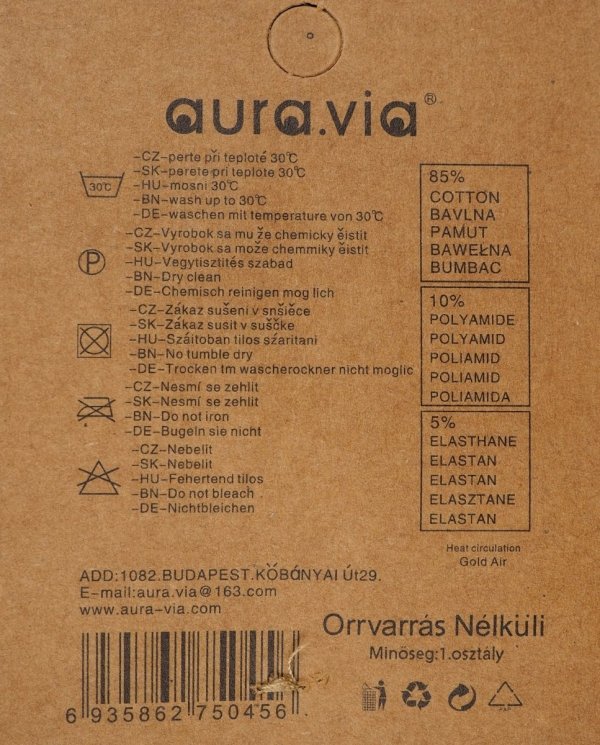 aura.via®
30℃
-CZ-perte při teploté 30℃
-SK-perete pri teplote 30℃
-HU-mosni 30℃
-BN-wash up to 30℃
-DE-waschen mit temperature von 30℃
P
-CZ-Vyrobok sa mu že chemicky ěistit
-SK-Vyrobok sa može chemmiky ěistit
-HU-Vegytisztités szabad
-BN-Dry clean
-DE-Chemisch reinigen mog lich
-CZ-Zákaz sušeni v snšiěce
-SK-Zákaz susit v suščke
-HU-Száitoban tilos szaritani
-BN-No tumble dry
-DE-Trocken tm wascherockner nicht moglic
-CZ-Nesmí se zehlit
-SK-Nesmí se zehlit
-BN-Do not iron
-DE-Bugeln sie nicht
-CZ-Nebelit
-SK-Nebelit
-HU-Fehertend tilos
-BN-Do not bleach
-DE-Nichtbleichen
85%
COTTON
BAVLNA
PAMUT
BAWEŁNA
BUMBAC
10%
POLYAMIDE
POLYAMID
POLIAMID
POLIAMID
POLIAMIDA
5%
ELASTHANE
ELASTAN
ELASTAN
ELASZTANE
ELASTAN
Heat circulation
Gold Air
ADD:1082.BUDAPEST.KŐBáNYAI Út29.
E-mail:aura.via@163.com
www.aura-via.com
6 935862 750456
Orrvarrás Nélküli
Minőseg:1.osztály
PAP